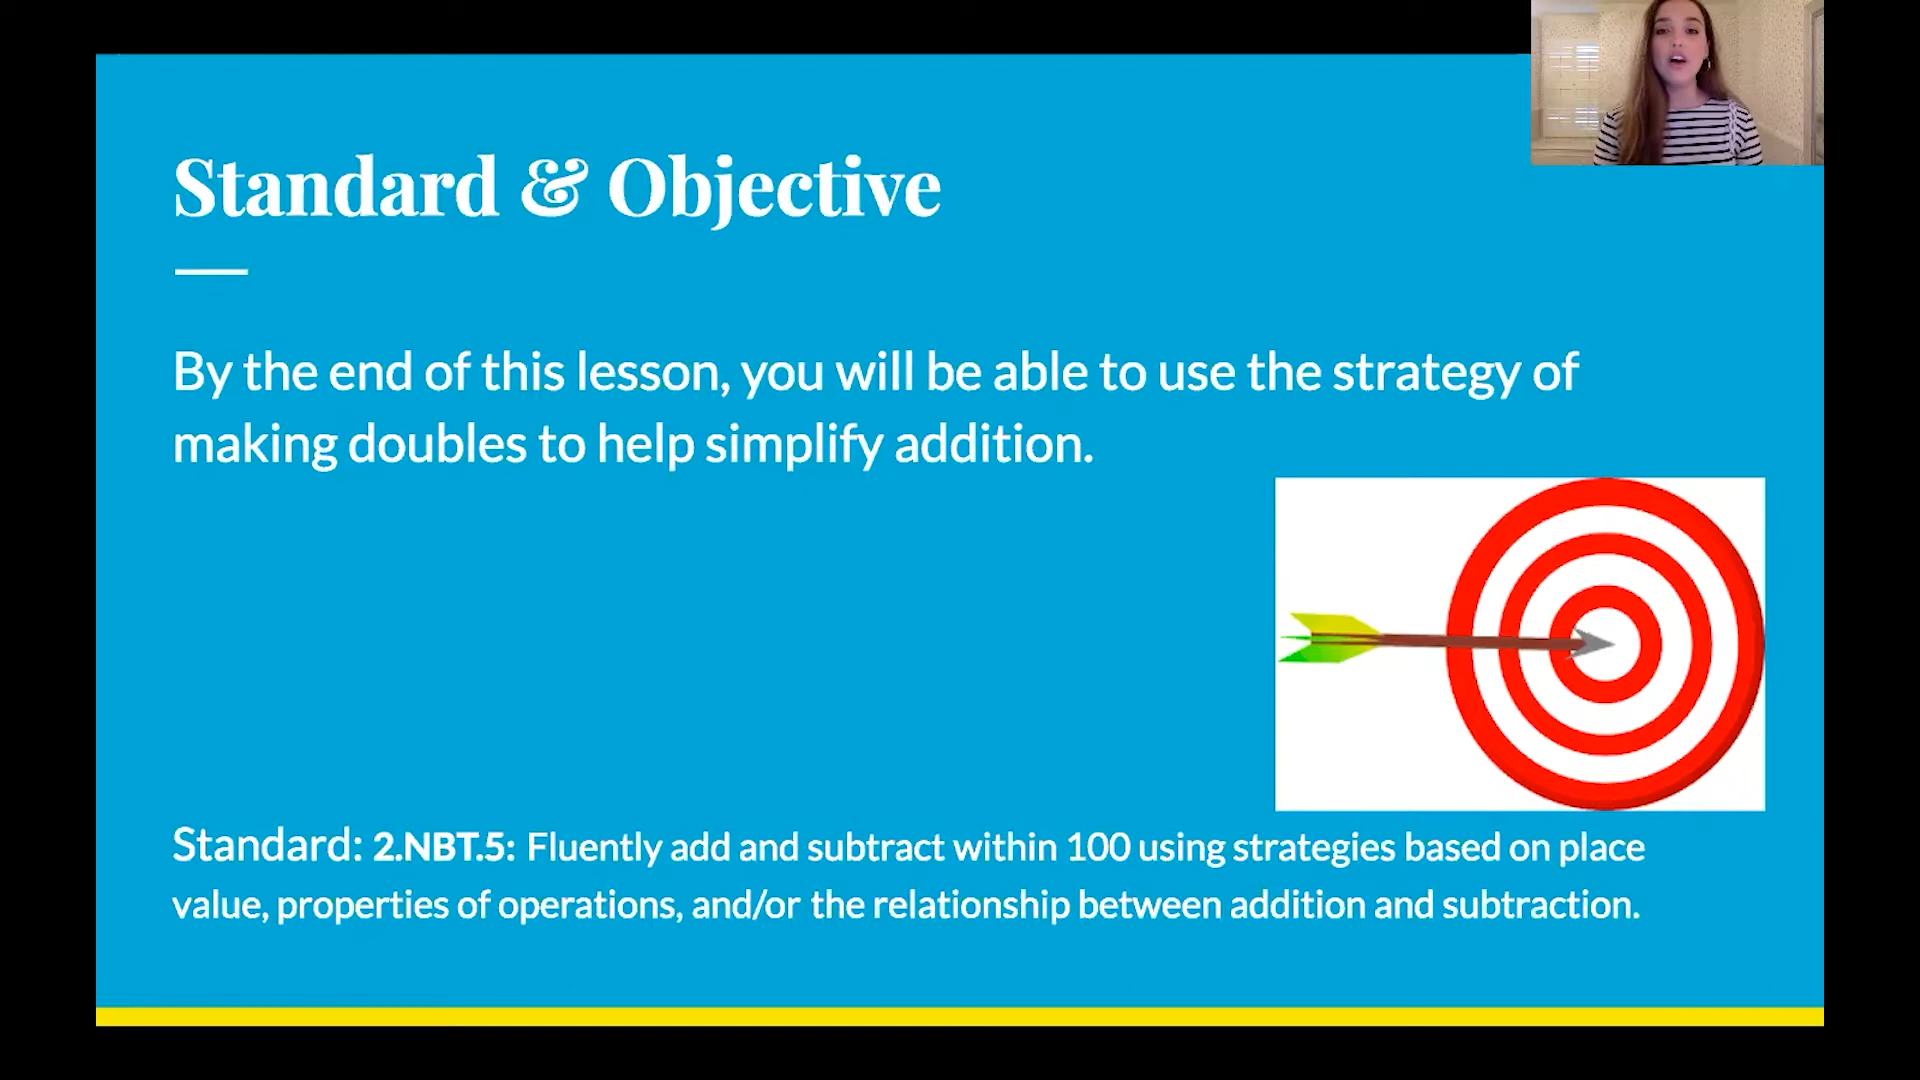 Standard & Objective
By the end of this lesson, you will be able to use the strategy of
making doubles to help simplify addition.
Standard: 2.NBT.5: Fluently add and subtract within 100 using strategies based on place
value, properties of operations, and/or the relationship between addition and subtraction.